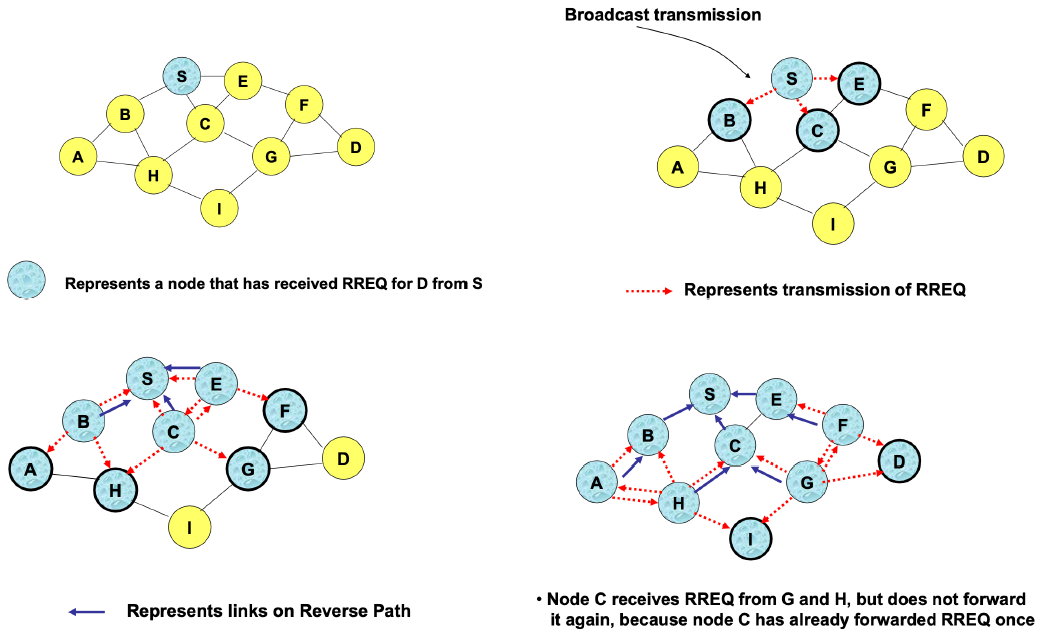 Broadcast transmission
S
E
B
C
F
A
H
G
D
I
S
E
B
C
F
A
H
G
D
I
Represents a node that has received RREQ for D from S
Represents transmission of RREQ
S
E
B
C
F
A
H
G
D
I
S
E
B
C
F
A
H
G
D
I
Represents links on Reverse Path
• Node C receives RREQ from G and H, but does not forward
it again, because node C has already forwarded RREQ once